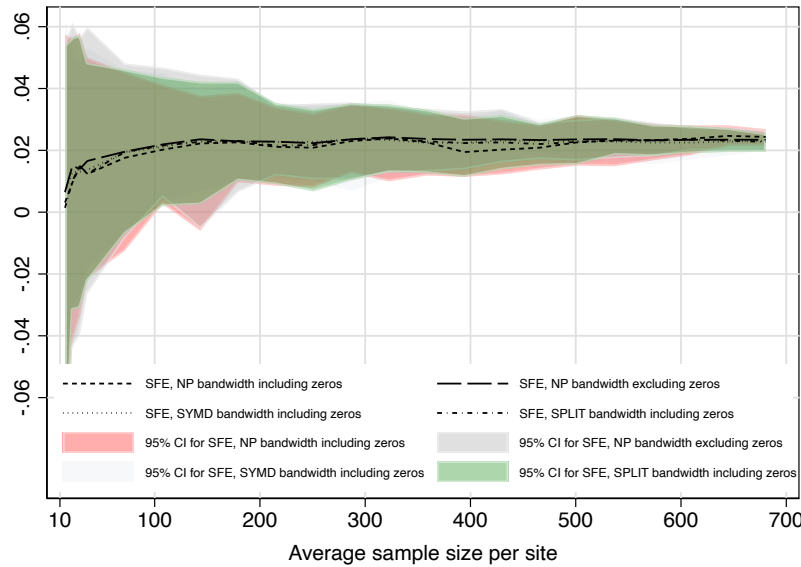 .06
.04
.02
0
-.02
-.04
-.06
SFE, NP bandwidth including zeros
SFE, NP bandwidth excluding zeros
SFE, SYMD bandwidth including zeros
SFE, SPLIT bandwidth including zeros
95% CI for SFE, NP bandwidth including zeros
95% CI for SFE, NP bandwidth excluding zeros
95% CI for SFE, SYMD bandwidth including zeros
95% CI for SFE, SPLIT bandwidth including zeros
10 100 200 300 400 500 600 700
Average sample size per site